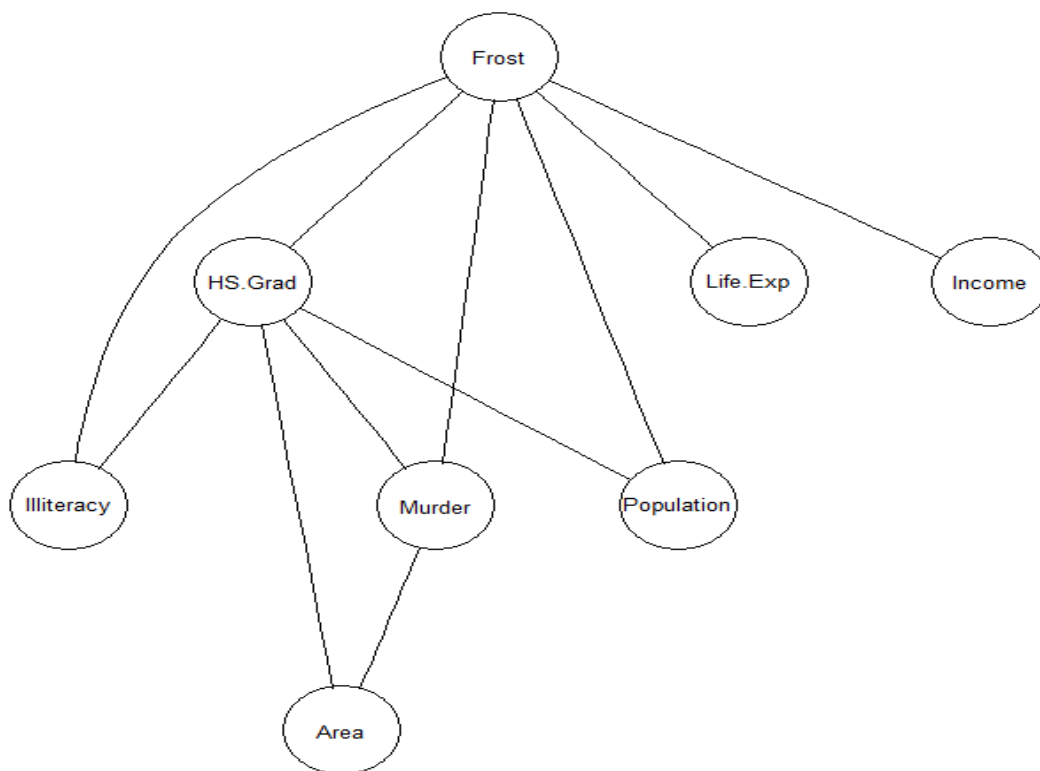 Frost
HS.Grad
Life.Exp
Income
Illiteracy
Murder
Population
Area